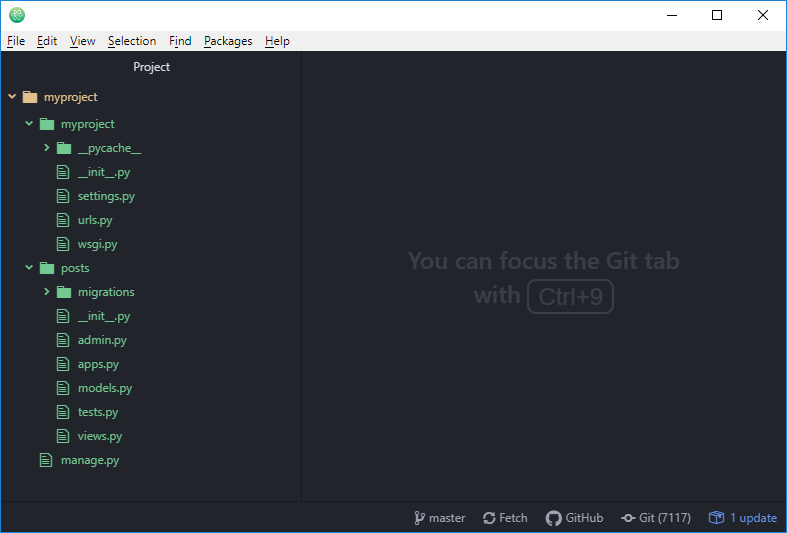 File Edit View Selection Find Packages Help
Project
myproject
myproject
__pycache__
__init__.py
settings.py
urls.py
wsgi.py
posts
migrations
__init__.py
admin.py
apps.py
models.py
tests.py
views.py
manage.py
You can focus the Git tab
with Ctrl+9
master Fetch GitHub Git (7117) 1 update